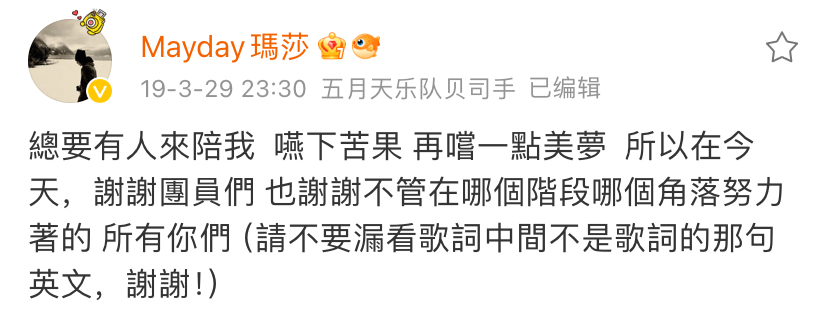 Mayday瑪莎
19-3-29 23:30 五月天乐队贝司手 已编辑
總要有人來陪我 嚥下苦果 再嚐一點美夢 所以在今
天，謝謝團員們 也謝謝不管在哪個階段哪個角落努力
著的 所有你們 (請不要漏看歌詞中間不是歌詞的那句
英文，謝謝!)